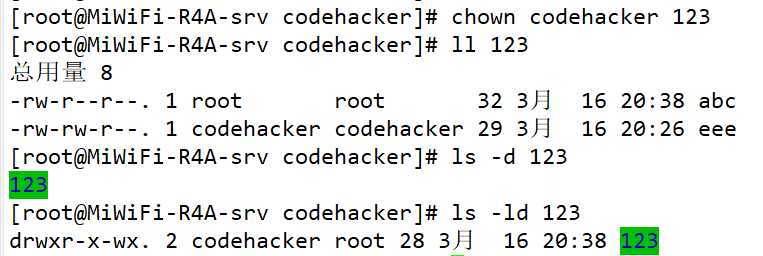 [root@MiWiFi-R4A-srv codehacker]# chown codehacker 123
[root@MiWiFi-R4A-srv codehacker]# ll 123
总用量 8
-rw-r--r--. 1 root       root       32 3月  16 20:38 abc
-rw-rw-r--. 1 codehacker codehacker 29 3月  16 20:26 eee
[root@MiWiFi-R4A-srv codehacker]# ls -d 123
123
[root@MiWiFi-R4A-srv codehacker]# ls -ld 123
drwxr-x-wx. 2 codehacker root 28 3月  16 20:38 123